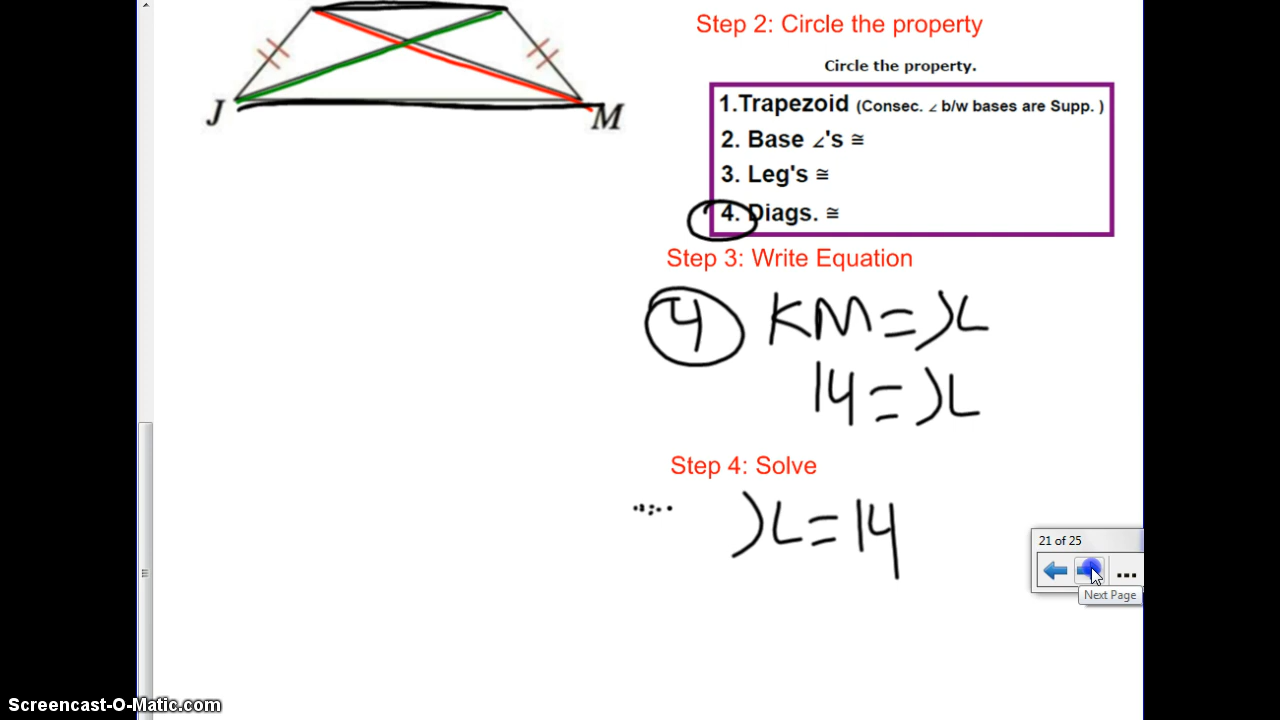 Step 2: Circle the property
Circle the property.
1.Trapezoid (Consec. ∠ b/w bases are Supp. )
2. Base ∠'s ≅
3. Leg's ≅
4. Diags. ≅
J
M
Step 3: Write Equation
4 KM=JL
14=JL
Step 4: Solve
JL=14
21 of 25
...
Next Page
Screencast-O-Matic.com